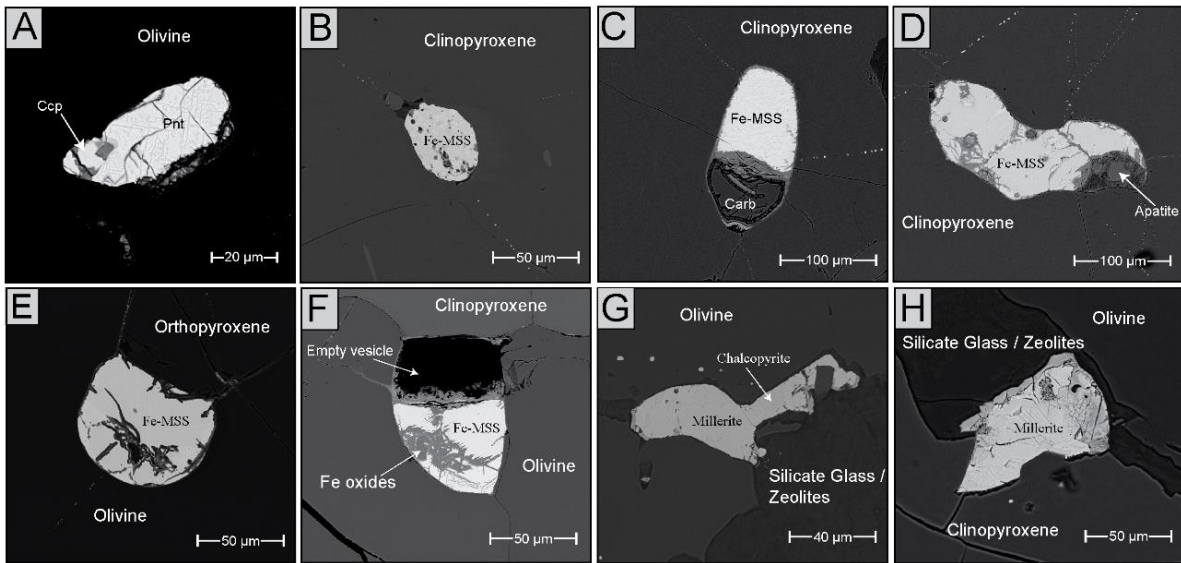 A
Olivine
Ccp
Pnt
20 µm
B
Clinopyroxene
Fe-MSS
50 µm
C
Clinopyroxene
Fe-MSS
Carb
100 µm
D
Fe-MSS
Apatite
Clinopyroxene
100 µm
E
Orthopyroxene
Fe-MSS
Olivine
50 µm
F
Clinopyroxene
Empty vesicle
Fe-MSS
Fe oxides
Olivine
50 µm
G
Olivine
Chalcopyrite
Millerite
Silicate Glass /
Zeolites
40 µm
H
Olivine
Silicate Glass / Zeolites
Millerite
Clinopyroxene
50 µm